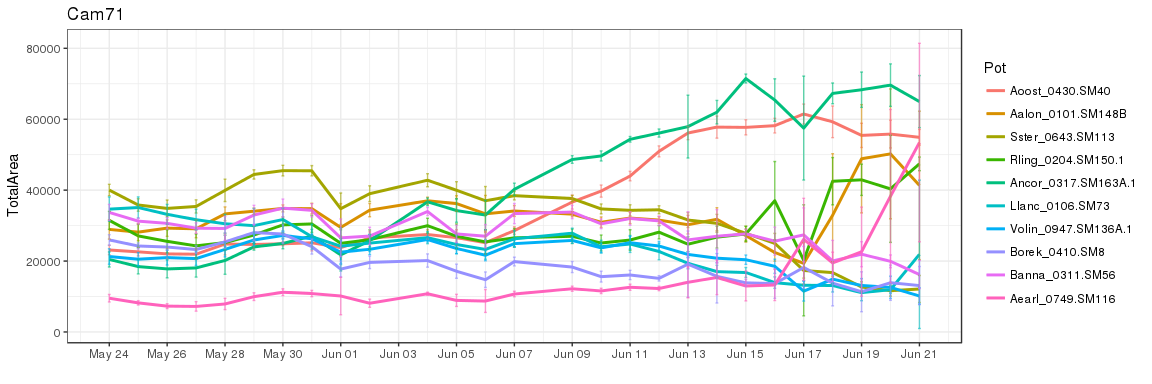 Cam71
TotalArea
80000
60000
40000
20000
0
May 24 May 26 May 28 May 30 Jun 01 Jun 03 Jun 05 Jun 07 Jun 09 Jun 11 Jun 13 Jun 15 Jun 17 Jun 19 Jun 21
Pot
Aoost_0430.SM40
Aalon_0101.SM148B
Sster_0643.SM113
Rling_0204.SM150.1
Ancor_0317.SM163A.1
Llanc_0106.SM73
Volin_0947.SM136A.1
Borek_0410.SM8
Banna_0311.SM56
Aearl_0749.SM116